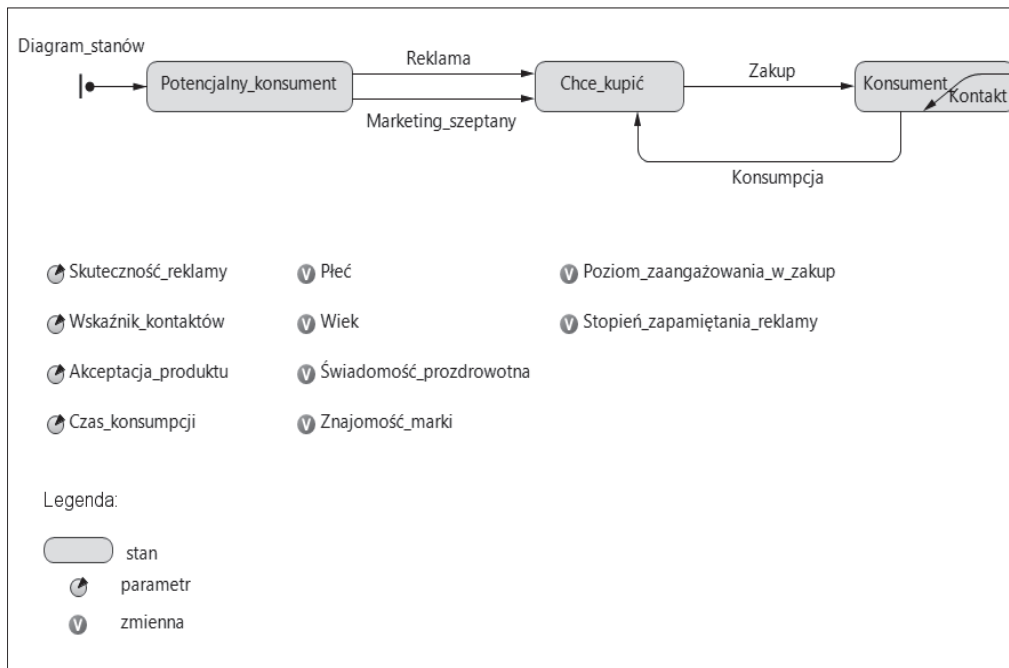 Diagram_stanów
Potencjalny_konsument
Reklama
Marketing_szeptany
Chce_kupić
Zakup
Konsument
Kontakt
Konsumpcja
Skuteczność_reklamy
Płeć
Poziom_zaangażowania_w_zakup
Wskaźnik_kontaktów
Wiek
Stopień_zapamiętania_reklamy
Akceptacja_produktu
Świadomość_prozdrowotna
Czas_konsumpcji
Znajomość_marki
Legenda:
stan
parametr
V zmienna